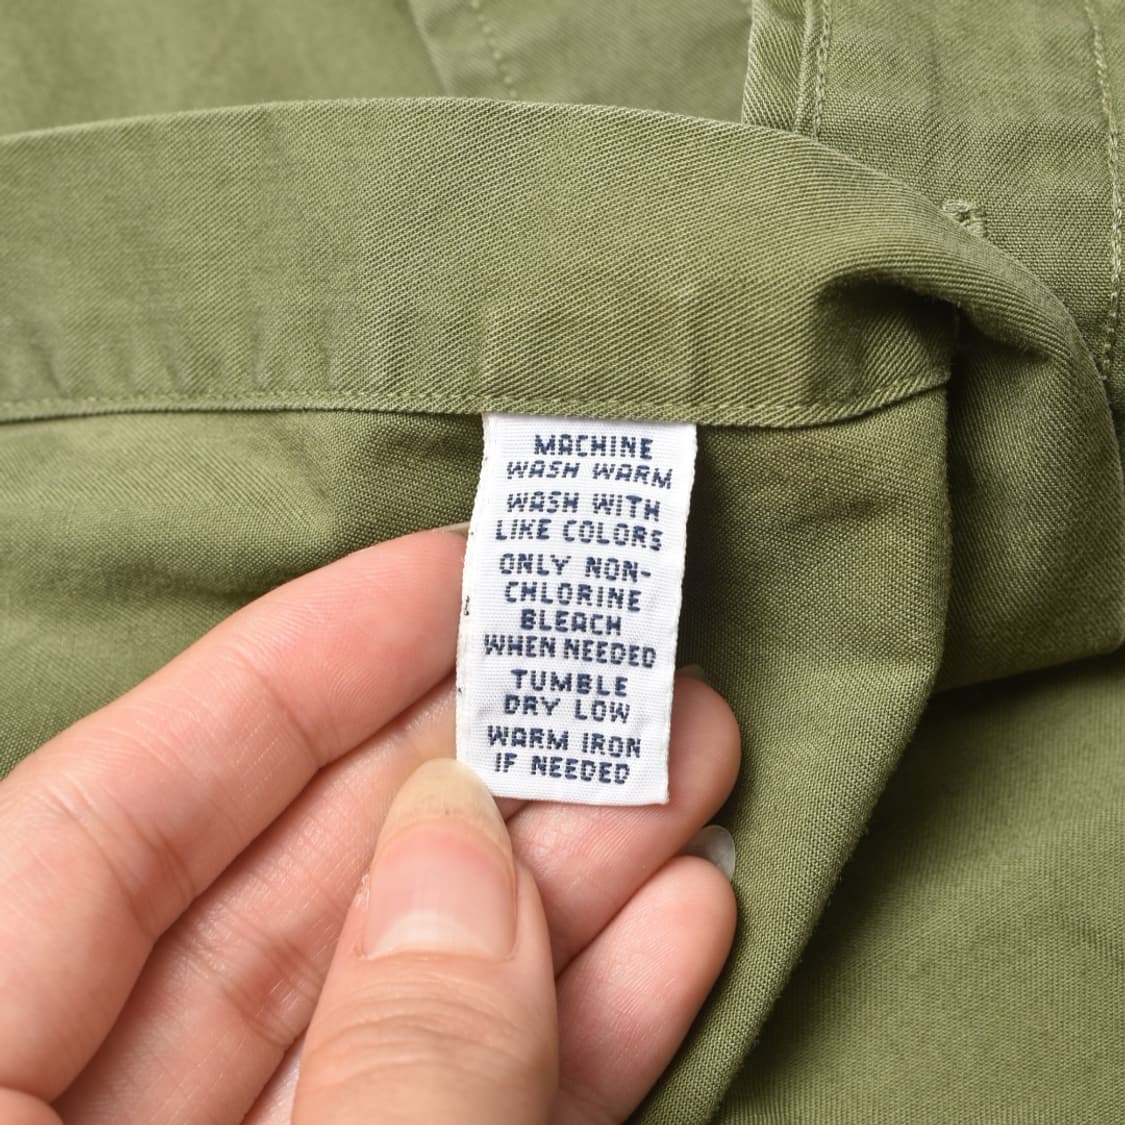 MACHINE
WASH WARM
WASH WITH
LIKE COLORS
ONLY NON-
CHLORINE
BLEACH
WHEN NEEDED
TUMBLE
DRY LOW
WARM IRON
IF NEEDED